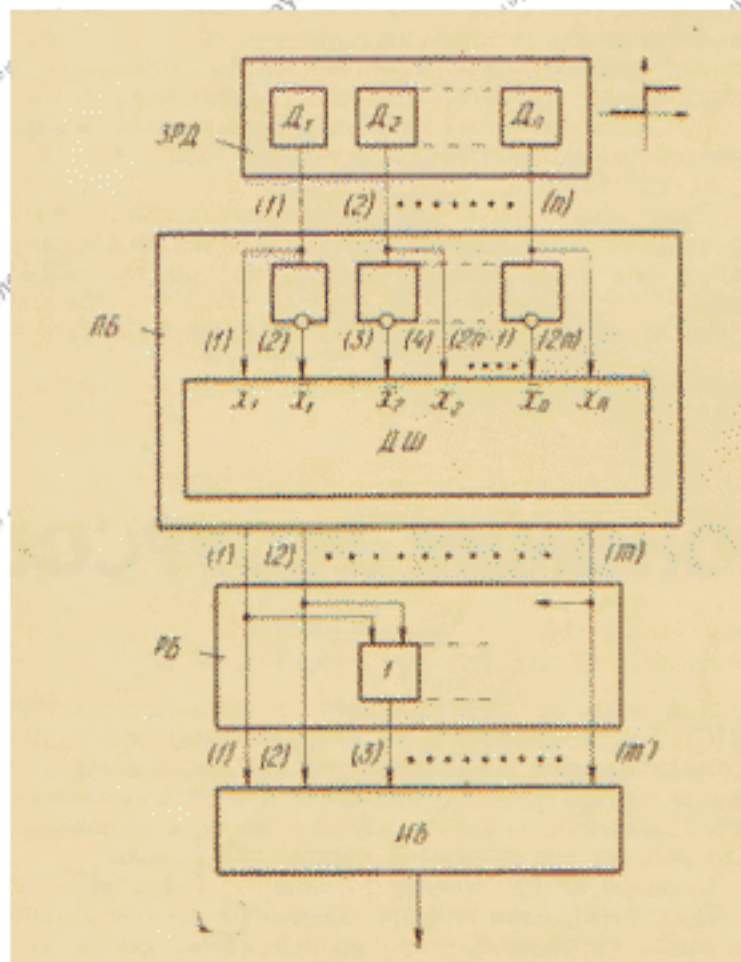 ЗРД Д₁ Д₂ Дₙ
(1) (2) (n)
ЛБ
(1) (2) (3) (4) (2n-1) (2n)
X₁ X̄₁ X̄₂ X₂ X̄ₙ Xₙ
ДШ
(1) (2) (m)
РБ
1
(1) (2) (3) (m')
ИБ